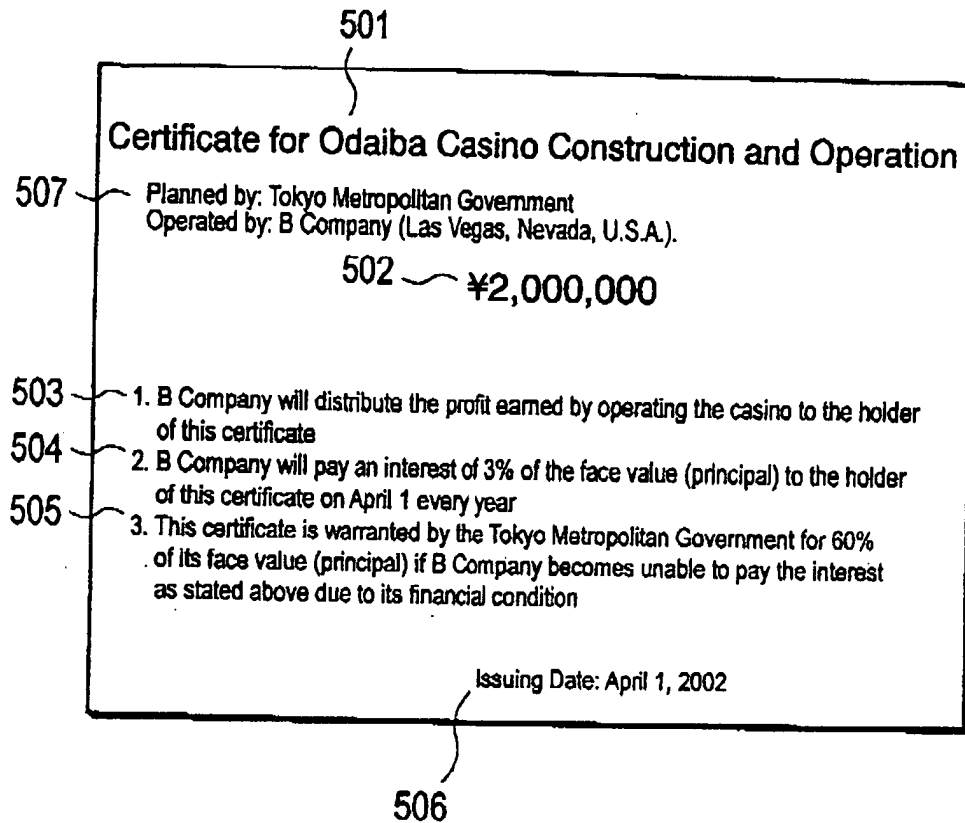 501
Certificate for Odaiba Casino Construction and Operation
507
Planned by: Tokyo Metropolitan Government
Operated by: B Company (Las Vegas, Nevada, U.S.A.).
502
¥2,000,000
503
1. B Company will distribute the profit earned by operating the casino to the holder
of this certificate
504
2. B Company will pay an interest of 3% of the face value (principal) to the holder
of this certificate on April 1 every year
505
3. This certificate is warranted by the Tokyo Metropolitan Government for 60%
of its face value (principal) if B Company becomes unable to pay the interest
as stated above due to its financial condition
Issuing Date: April 1, 2002
506